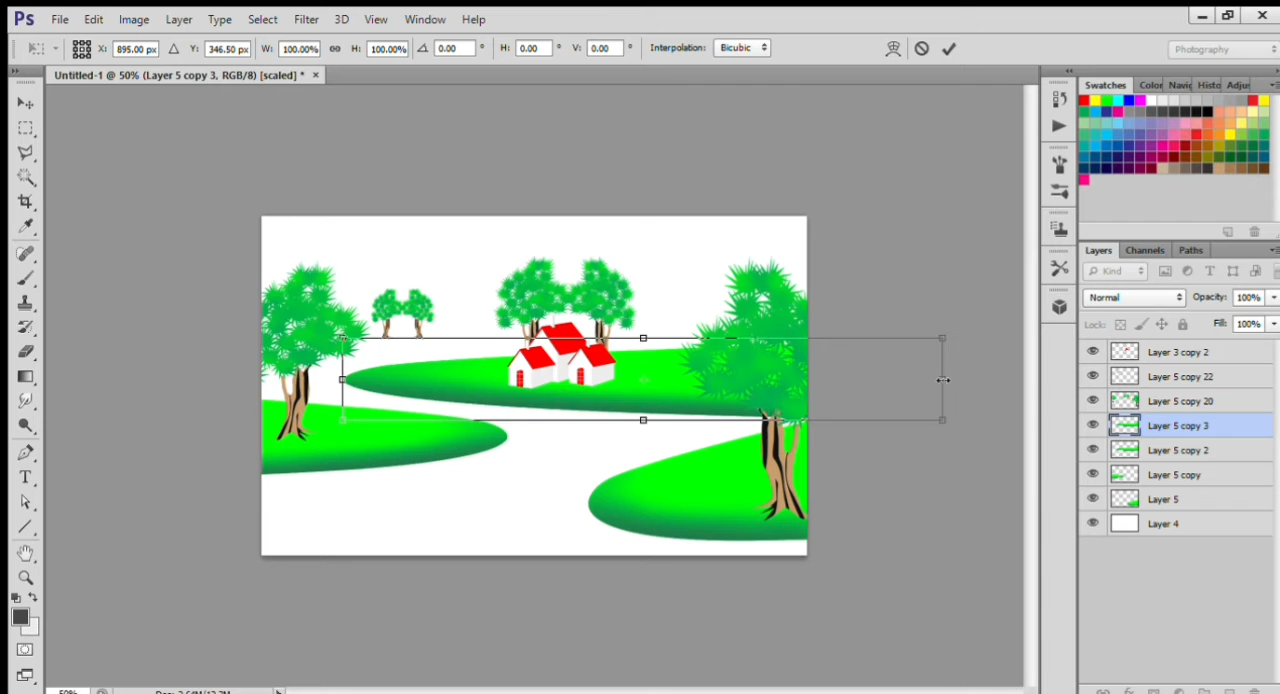 Ps File Edit Image Layer Type Select Filter 3D View Window Help
X: 895.00 px Y: 346.50 px W: 100.00% H: 100.00% 0.00 ° H: 0.00 ° V: 0.00 ° Interpolation: Bicubic Photography
Untitled-1 @ 50% (Layer 5 copy 3, RGB/8) [scaled] * ×
Swatches Color Navig Histo Adjus
Layers Channels Paths
Kind
Normal Opacity: 100%
Lock: Fill: 100%
Layer 3 copy 2
Layer 5 copy 22
Layer 5 copy 20
Layer 5 copy 3
Layer 5 copy 2
Layer 5 copy
Layer 5
Layer 4
50%